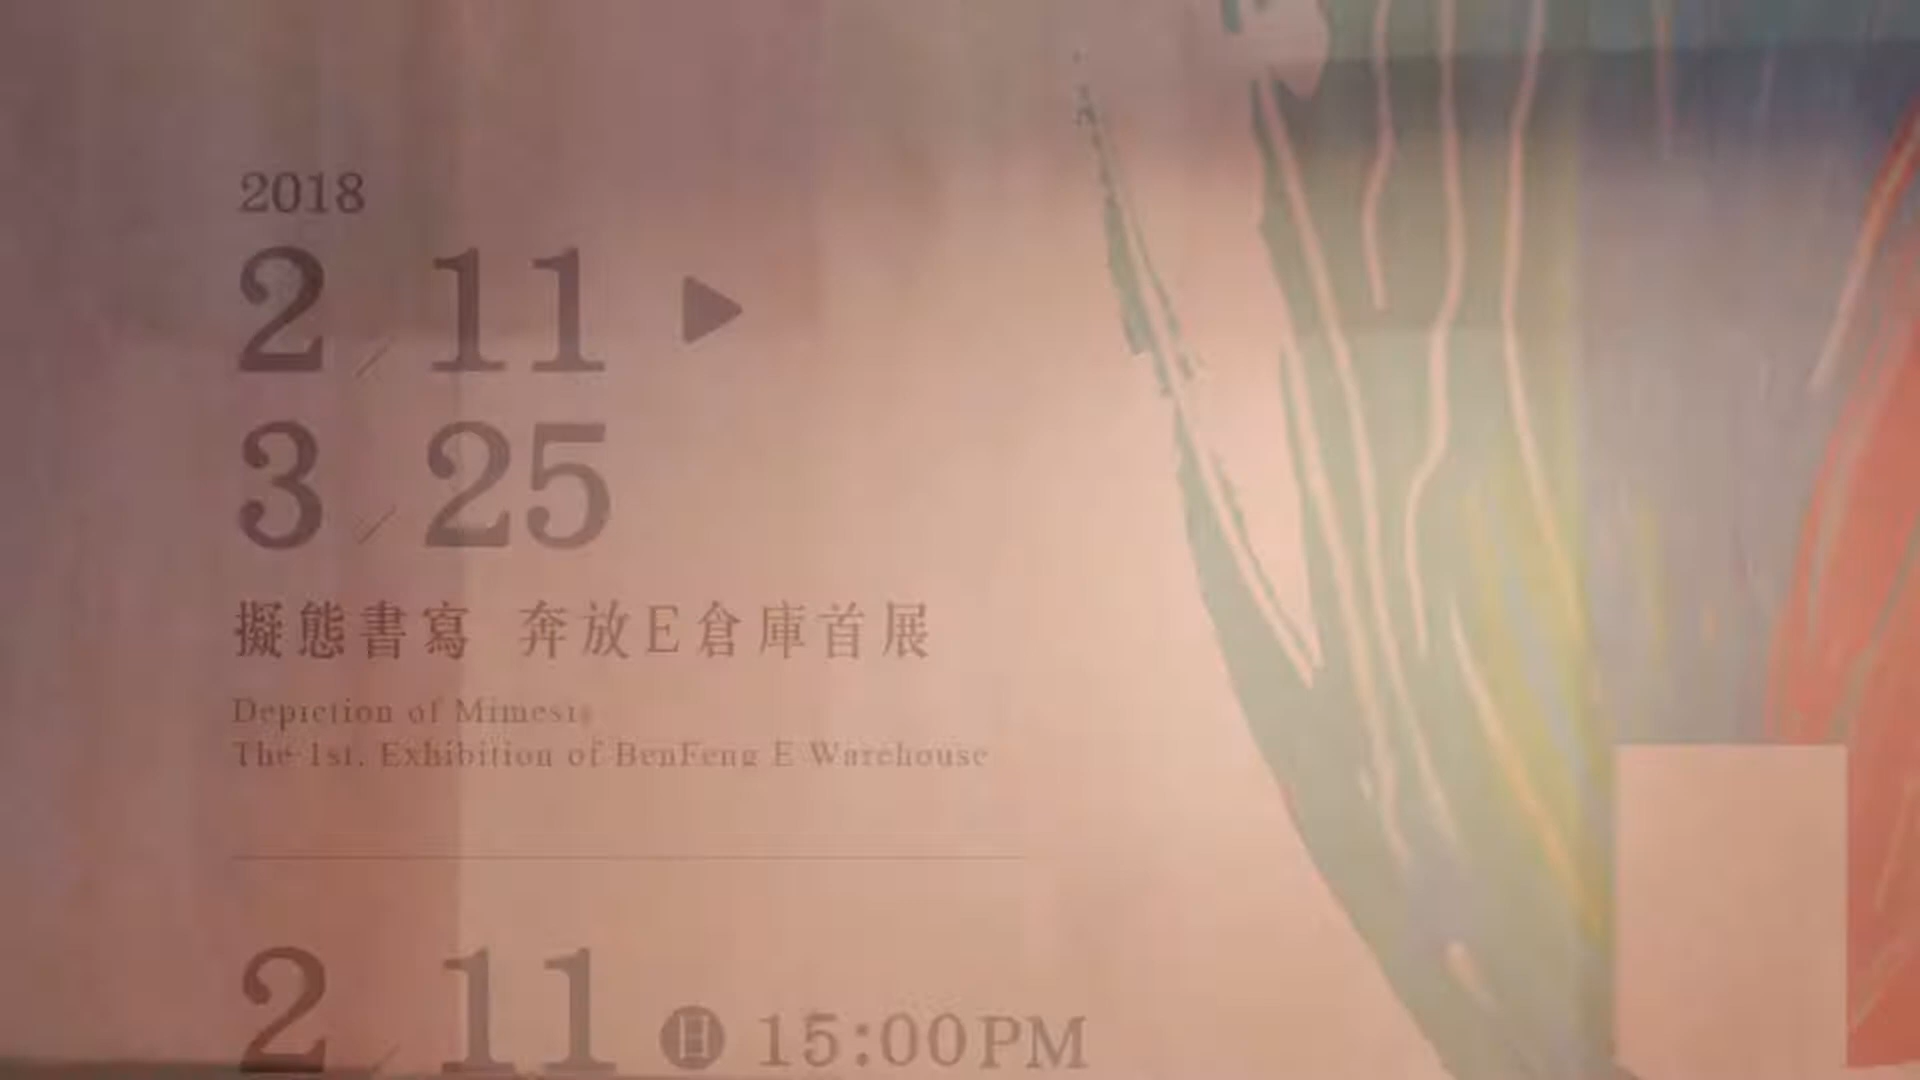 2018
2/11 ▶
3/25
擬態書寫 奔放E倉庫首展
Depiction of Mimesis
The 1st. Exhibition of BenFeng E Warehouse
2/11 日 15:00PM